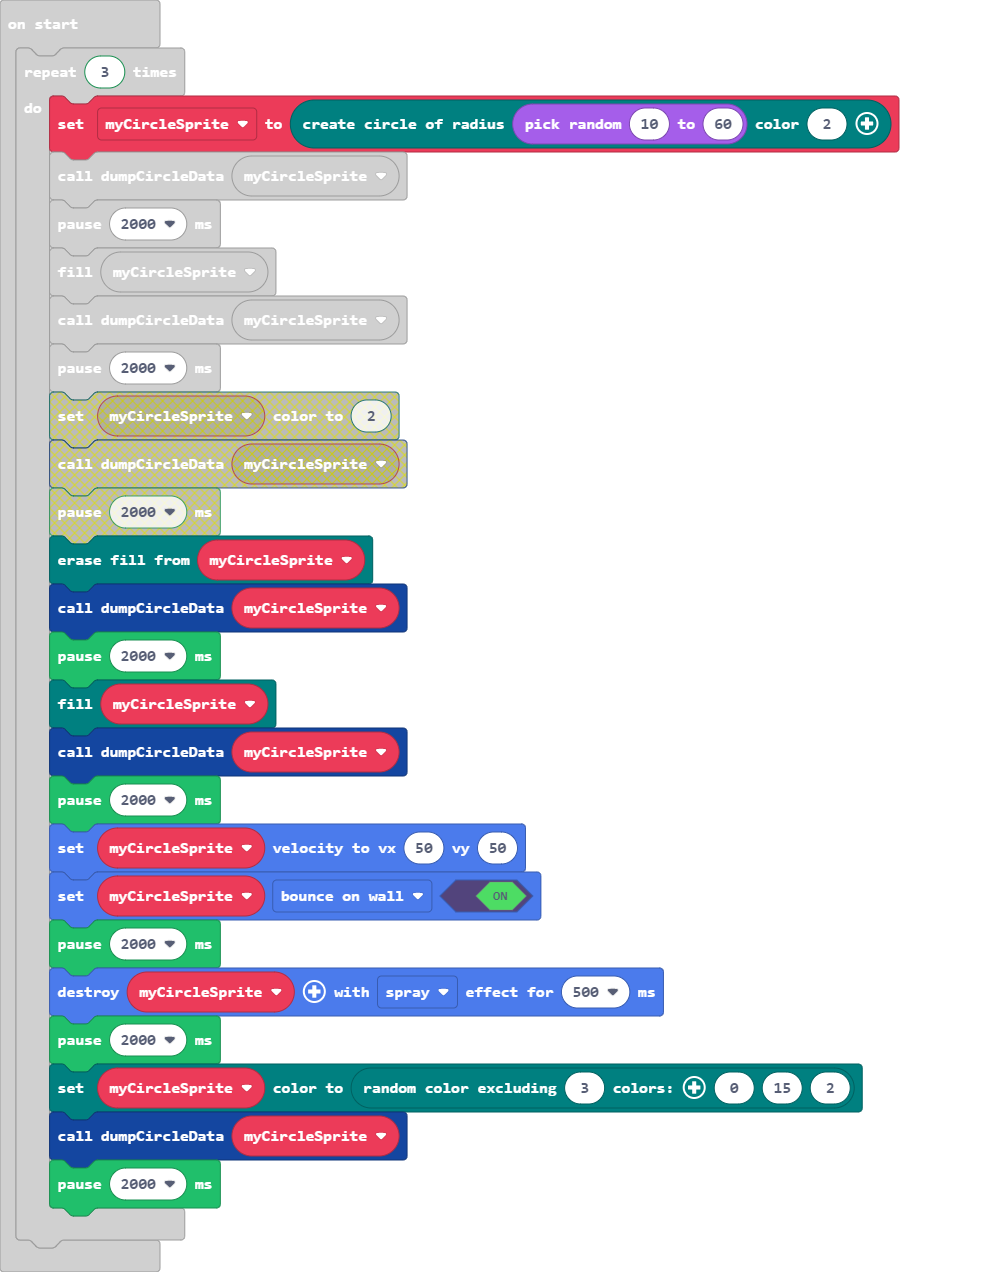 on start
repeat 3 times
do
set myCircleSprite to create circle of radius pick random 10 to 60 color 2
call dumpCircleData myCircleSprite
pause 2000 ms
fill myCircleSprite
call dumpCircleData myCircleSprite
pause 2000 ms
set myCircleSprite color to 2
call dumpCircleData myCircleSprite
pause 2000 ms
erase fill from myCircleSprite
call dumpCircleData myCircleSprite
pause 2000 ms
fill myCircleSprite
call dumpCircleData myCircleSprite
pause 2000 ms
set myCircleSprite velocity to vx 50 vy 50
set myCircleSprite bounce on wall ON
pause 2000 ms
destroy myCircleSprite with spray effect for 500 ms
pause 2000 ms
set myCircleSprite color to random color excluding 3 colors: 0 15 2
call dumpCircleData myCircleSprite
pause 2000 ms